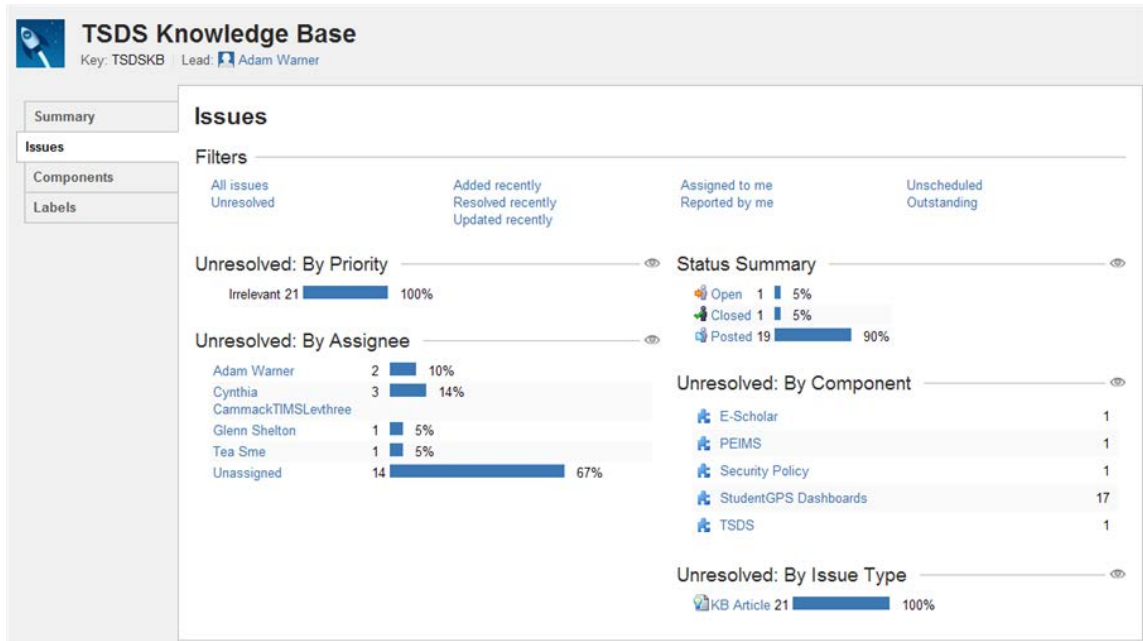 TSDS Knowledge Base
Key: TSDSKB Lead: Adam Warner
Summary
Issues
Components
Labels
Issues
Filters
All issues
Unresolved
Added recently
Resolved recently
Updated recently
Assigned to me
Reported by me
Unscheduled
Outstanding
Unresolved: By Priority
Irrelevant 21 100%
Unresolved: By Assignee
Adam Warner 2 10%
Cynthia 3 14%
CammackTIMSLevthree
Glenn Shelton 1 5%
Tea Sme 1 5%
Unassigned 14 67%
Status Summary
Open 1 5%
Closed 1 5%
Posted 19 90%
Unresolved: By Component
E-Scholar 1
PEIMS 1
Security Policy 1
StudentGPS Dashboards 17
TSDS 1
Unresolved: By Issue Type
KB Article 21 100%